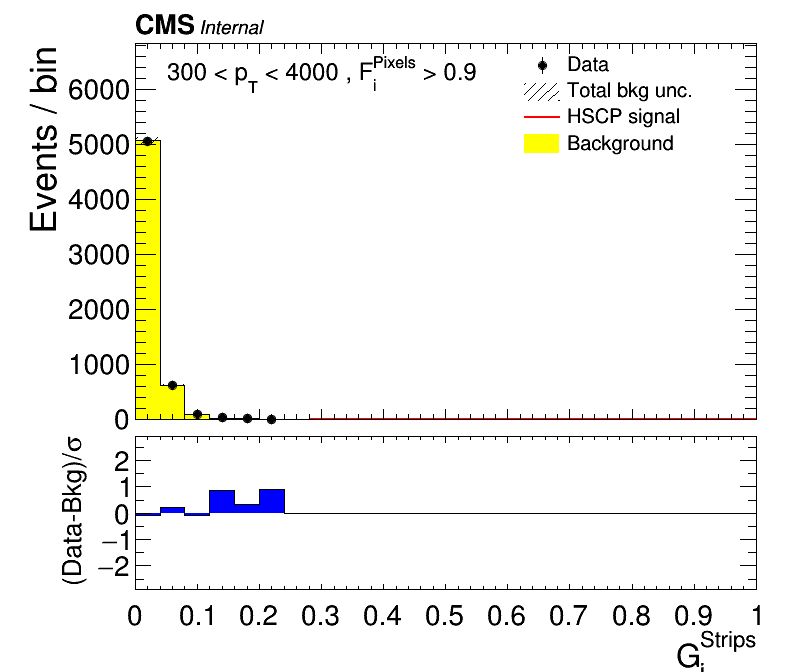 CMS Internal
300 < p_T < 4000 , F_i^Pixels > 0.9
Data
Total bkg unc.
HSCP signal
Background
Events / bin
6000
5000
4000
3000
2000
1000
0
(Data-Bkg)/σ
2
1
0
−1
−2
0 0.1 0.2 0.3 0.4 0.5 0.6 0.7 0.8 0.9 1
G_i^Strips